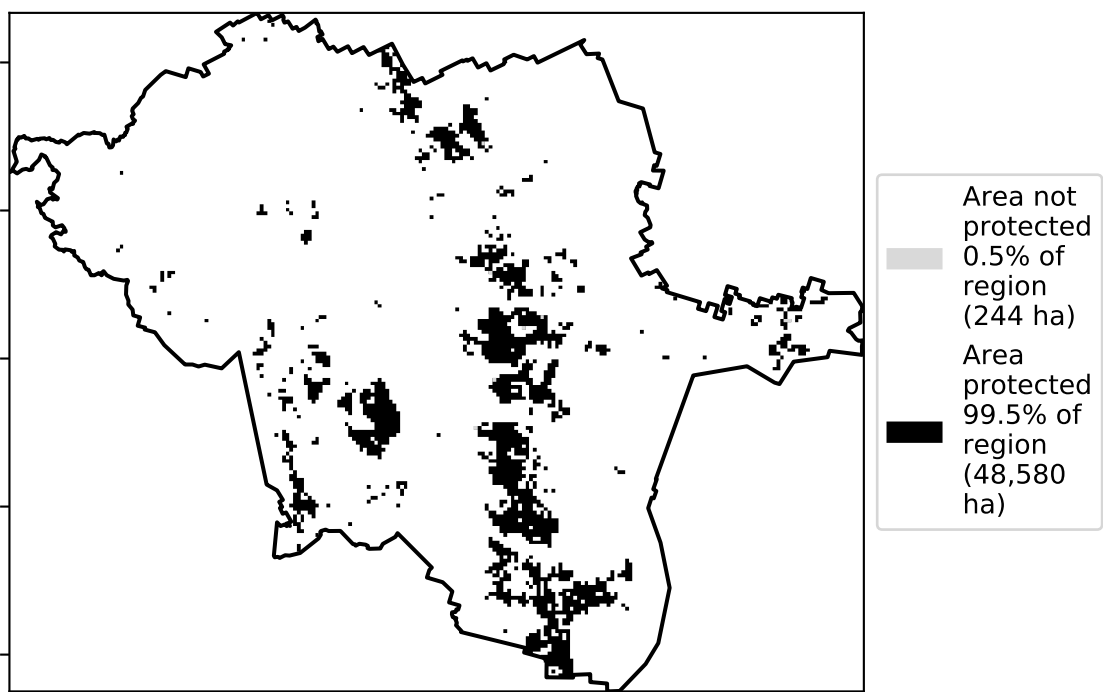 Area not
protected
0.5% of
region
(244 ha)
Area
protected
99.5% of
region
(48,580
ha)